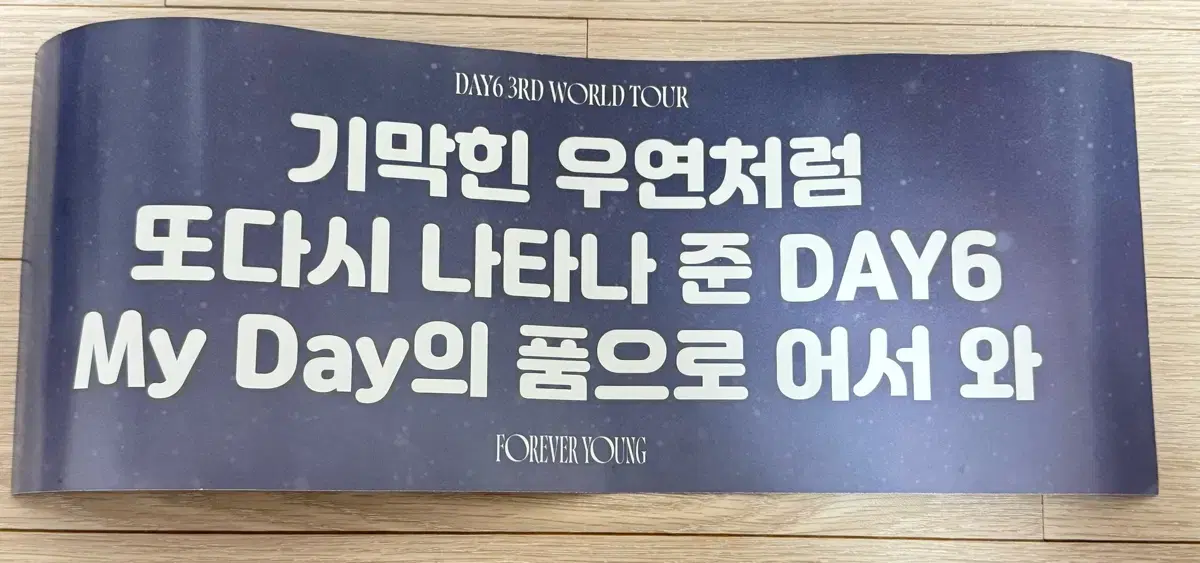 DAY6 3RD WORLD TOUR
기막힌 우연처럼
또다시 나타나 준 DAY6
My Day의 품으로 어서 와
FOREVER YOUNG